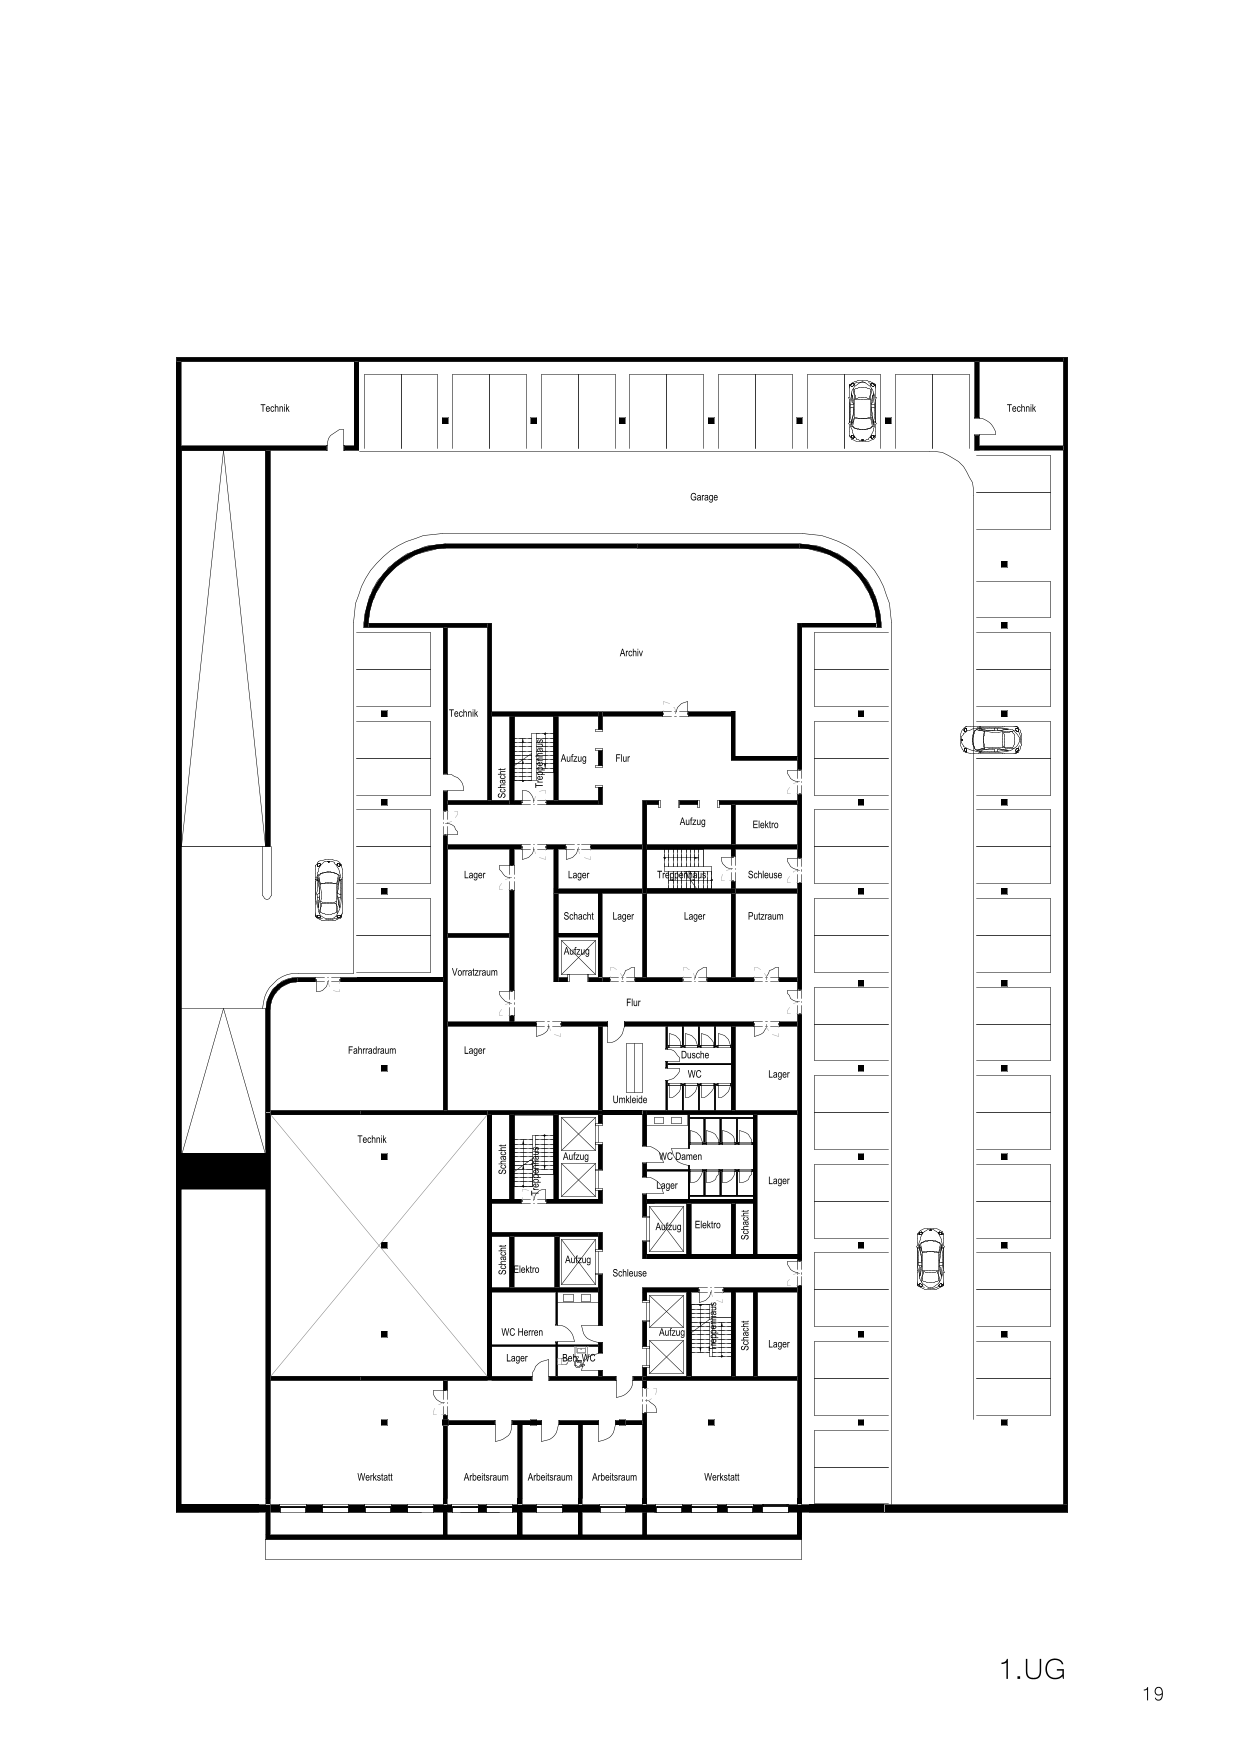 Technik
Technik
Garage
Archiv
Technik
Schacht
Treppenhaus
Aufzug
Flur
Aufzug
Elektro
Lager
Lager
Treppenhaus
Schleuse
Schacht
Lager
Lager
Putzraum
Aufzug
Vorratzraum
Flur
Fahrradraum
Lager
Dusche
WC
Lager
Umkleide
Technik
Schacht
Treppenhaus
Aufzug
WC Damen
Lager
Lager
Aufzug
Elektro
Schacht
Schacht
Elektro
Aufzug
Schleuse
WC Herren
Aufzug
Treppenhaus
Schacht
Lager
Lager
Beh. WC
Werkstatt
Arbeitsraum
Arbeitsraum
Arbeitsraum
Werkstatt
1.UG
19